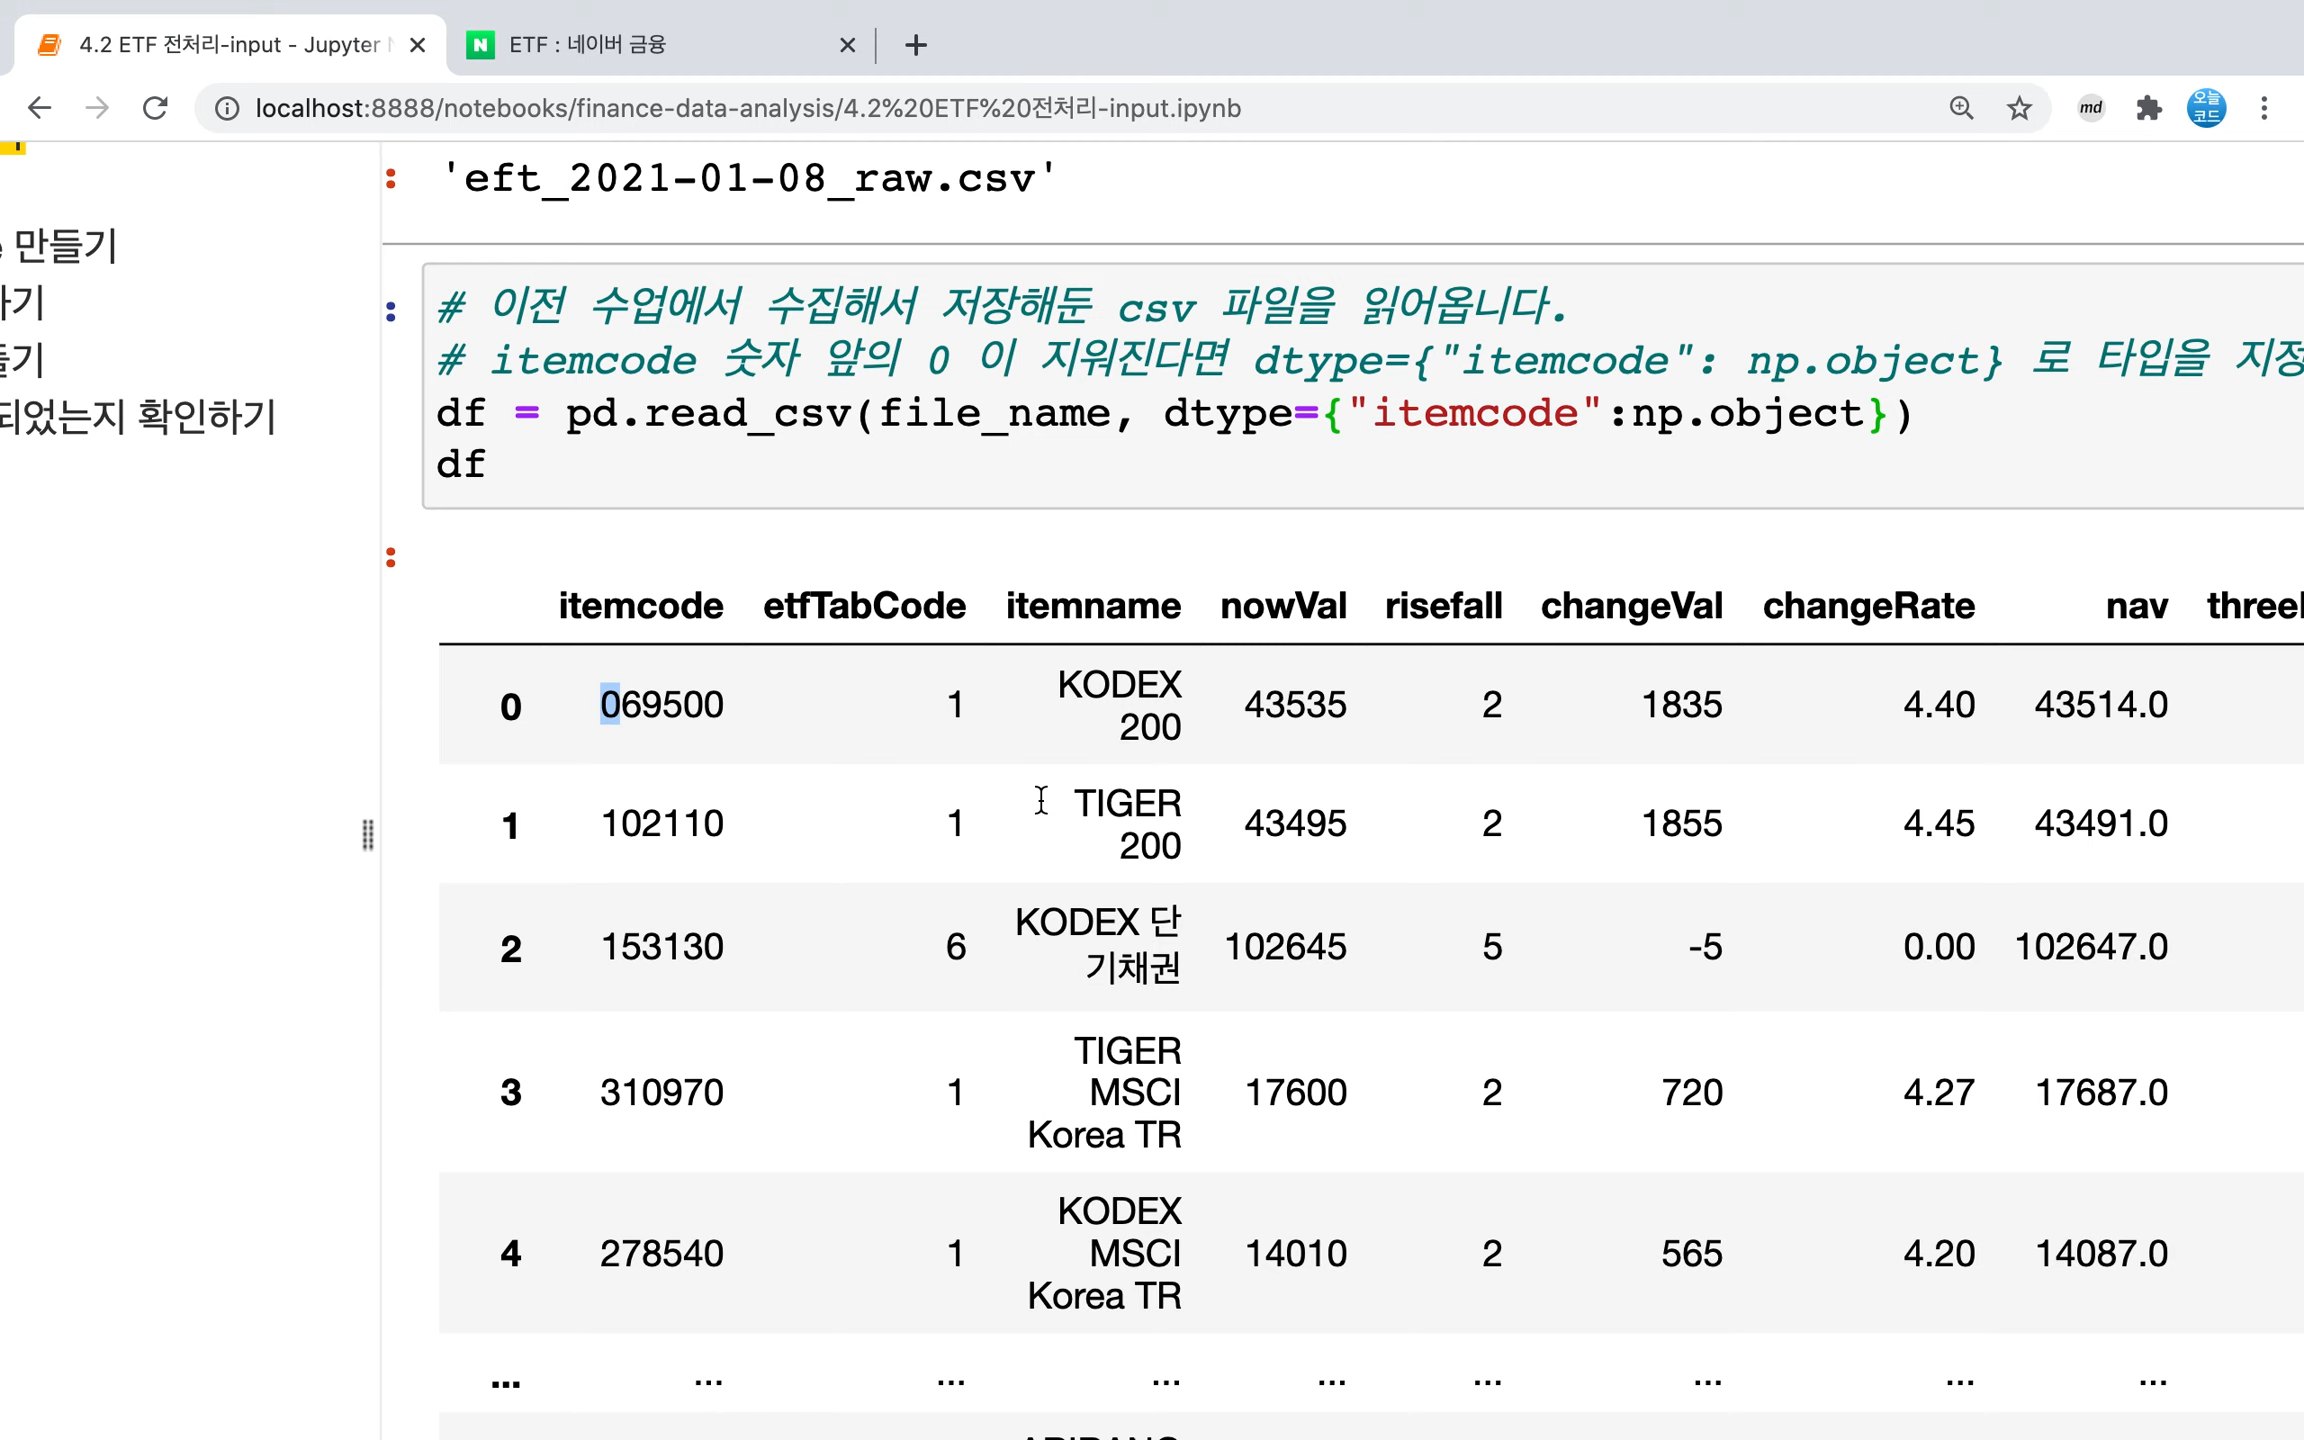 4.2 ETF 전처리-input - Jupyter
ETF : 네이버 금융
localhost:8888/notebooks/finance-data-analysis/4.2%20ETF%20전처리-input.ipynb
md
오늘
코드
'eft_2021-01-08_raw.csv'
만들기
되었는지 확인하기
# 이전 수업에서 수집해서 저장해둔 csv 파일을 읽어옵니다.
# itemcode 숫자 앞의 0 이 지워진다면 dtype={"itemcode": np.object} 로 타입을 지정
df = pd.read_csv(file_name, dtype={"itemcode":np.object})
df
itemcode etfTabCode itemname nowVal risefall changeVal changeRate nav
0 069500 1 KODEX 200 43535 2 1835 4.40 43514.0
1 102110 1 TIGER 200 43495 2 1855 4.45 43491.0
2 153130 6 KODEX 단기채권 102645 5 -5 0.00 102647.0
3 310970 1 TIGER MSCI Korea TR 17600 2 720 4.27 17687.0
4 278540 1 KODEX MSCI Korea TR 14010 2 565 4.20 14087.0
... ... ... ... ... ... ... ... ...